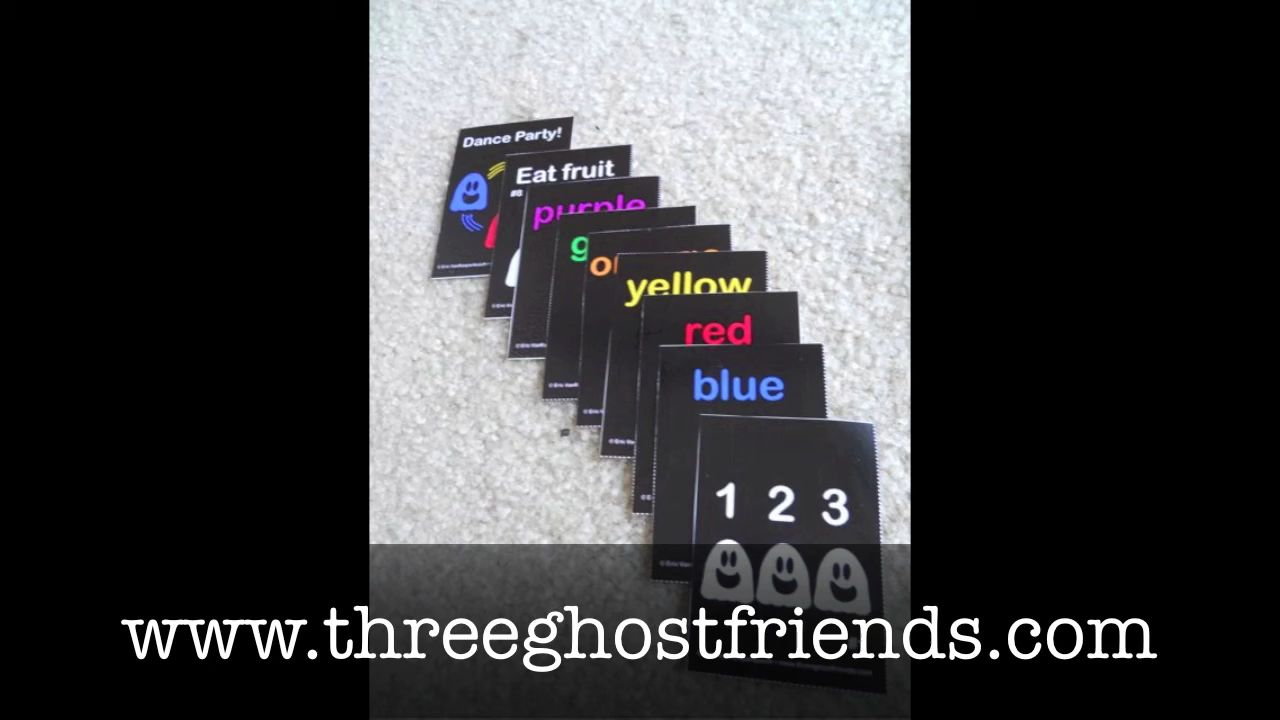 Dance Party!
Eat fruit
purple
yellow
red
blue
1 2 3
www.threeghostfriends.com